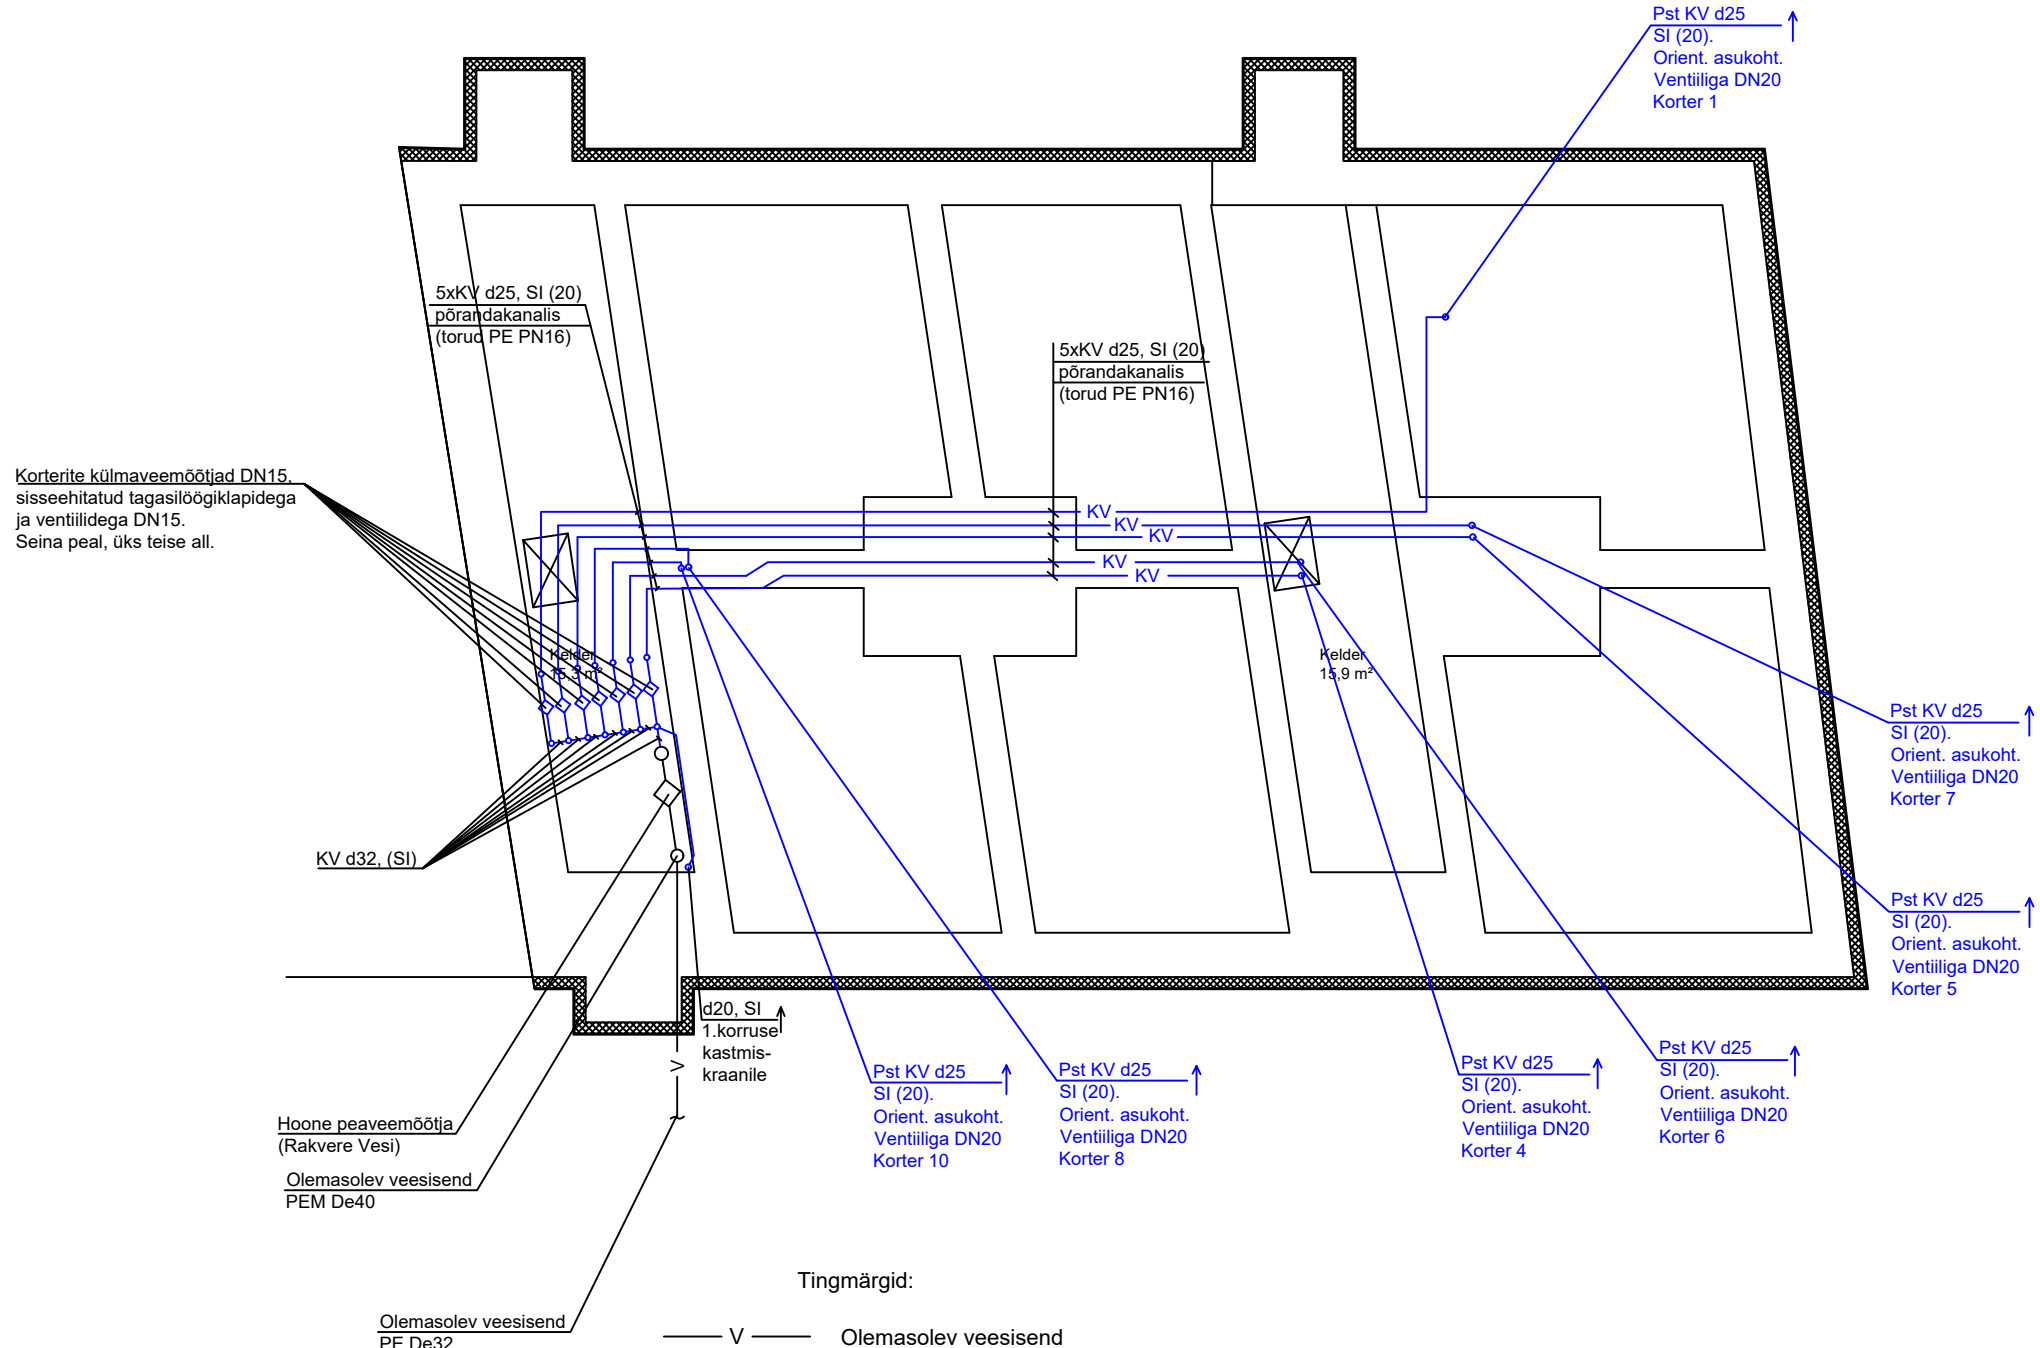 Pst KV d25
SI (20).
Orient. asukoht.
Ventiiliga DN20
Korter 1
5xKV d25, SI (20)
põrandakanalis
(torud PE PN16)
5xKV d25, SI (20)
põrandakanalis
(torud PE PN16)
Korterite külmaveemõõtjad DN15,
sisseehitatud tagasilöögiklapidega
ja ventiilidega DN15.
Seina peal, üks teise all.
KV
KV
KV
KV
KV
Kelder
15,3 m²
Kelder
15,9 m²
Pst KV d25
SI (20).
Orient. asukoht.
Ventiiliga DN20
Korter 7
KV d32, (SI)
Pst KV d25
SI (20).
Orient. asukoht.
Ventiiliga DN20
Korter 5
d20, SI
1.korruse
kastmis-
kraanile
V
Pst KV d25
SI (20).
Orient. asukoht.
Ventiiliga DN20
Korter 10
Pst KV d25
SI (20).
Orient. asukoht.
Ventiiliga DN20
Korter 8
Pst KV d25
SI (20).
Orient. asukoht.
Ventiiliga DN20
Korter 4
Pst KV d25
SI (20).
Orient. asukoht.
Ventiiliga DN20
Korter 6
Hoone peaveemõõtja
(Rakvere Vesi)
Olemasolev veesisend
PEM De40
Tingmärgid:
Olemasolev veesisend
PE De32
V
Olemasolev veesisend